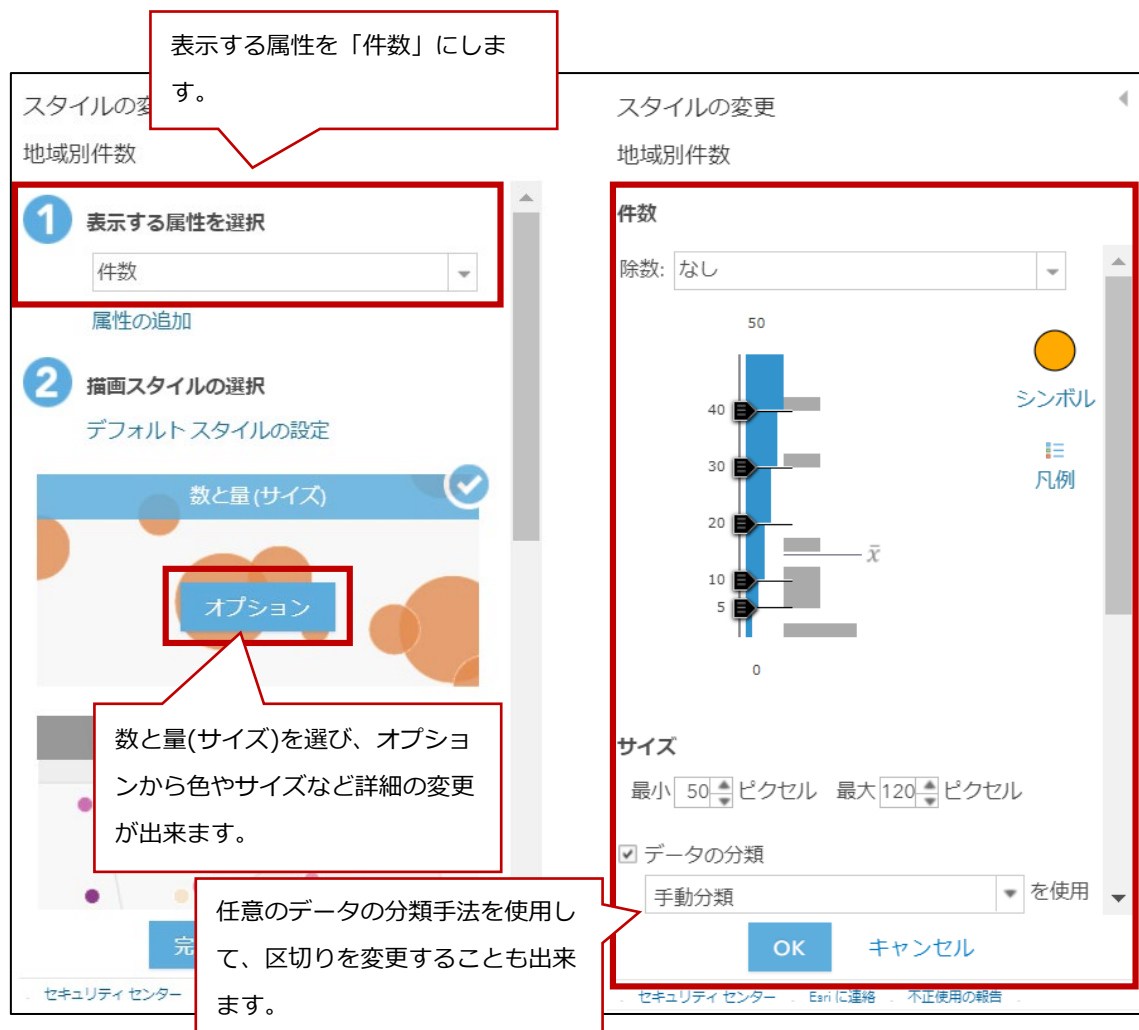 表示する属性を「件数」にしま
す。
スタイルの変
地域別件数
1 表示する属性を選択
件数
属性の追加
2 描画スタイルの選択
デフォルト スタイルの設定
数と量(サイズ)
オプション
数と量(サイズ)を選び、オプショ
ンから色やサイズなど詳細の変更
が出来ます。
完
セキュリティ センター
スタイルの変更
地域別件数
件数
除数: なし
50
40
30
20
x̄
10
5
0
シンボル
凡例
サイズ
最小 50 ピクセル 最大 120 ピクセル
データの分類
手動分類 を使用
任意のデータの分類手法を使用し
て、区切りを変更することも出来
ます。
OK キャンセル
セキュリティ センター . Esri に連絡 . 不正使用の報告